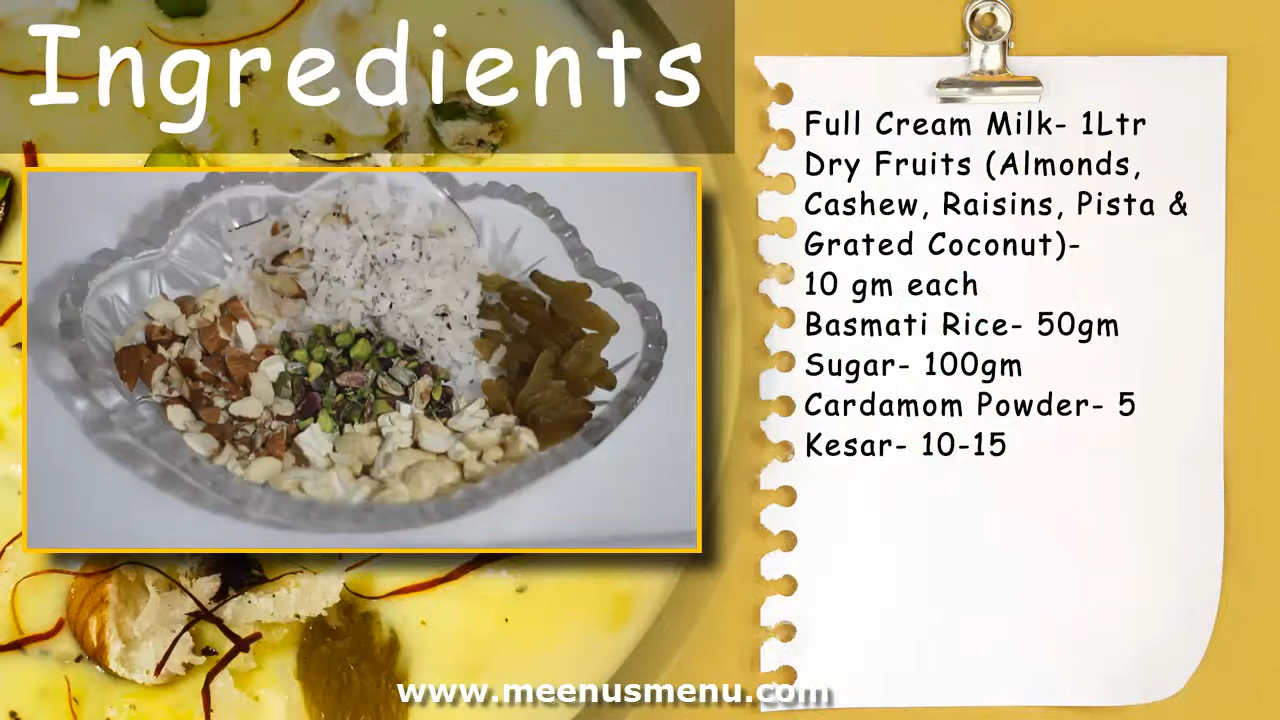 Ingredients
Full Cream Milk- 1Ltr
Dry Fruits (Almonds,
Cashew, Raisins, Pista &
Grated Coconut)-
10 gm each
Basmati Rice- 50gm
Sugar- 100gm
Cardamom Powder- 5
Kesar- 10-15
www.meenusmenu.com